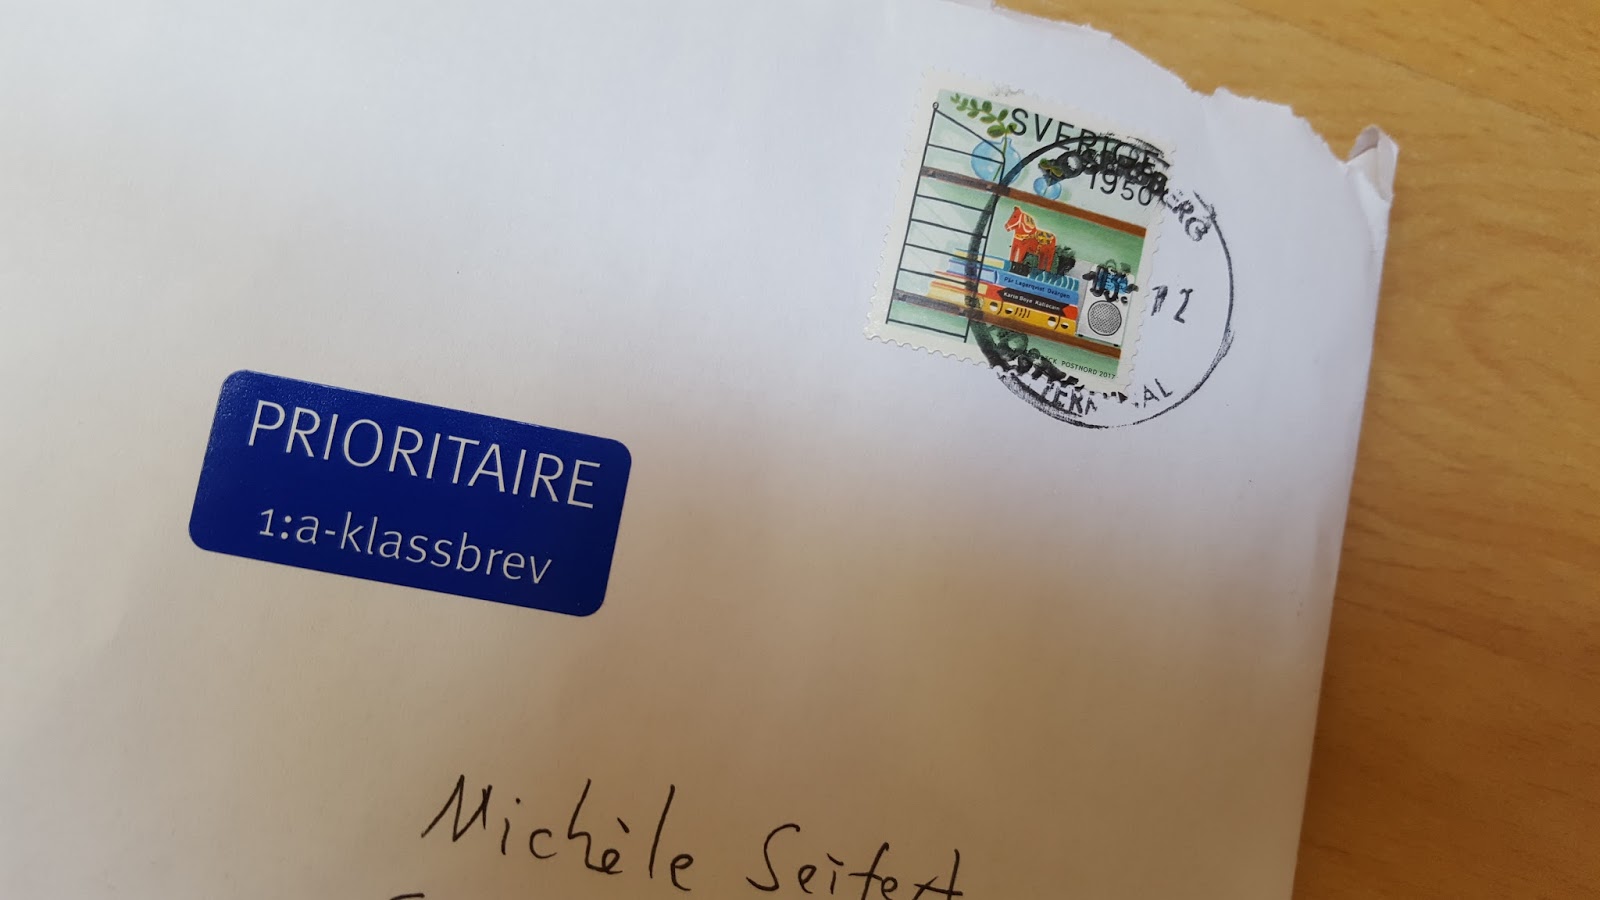 SVERIGE
1950
Pär Lagerkvist Dvärgen
Karin Boye Kallocain
POSTNORD 2017
PRIORITAIRE
1:a-klassbrev
Michèle Seifert